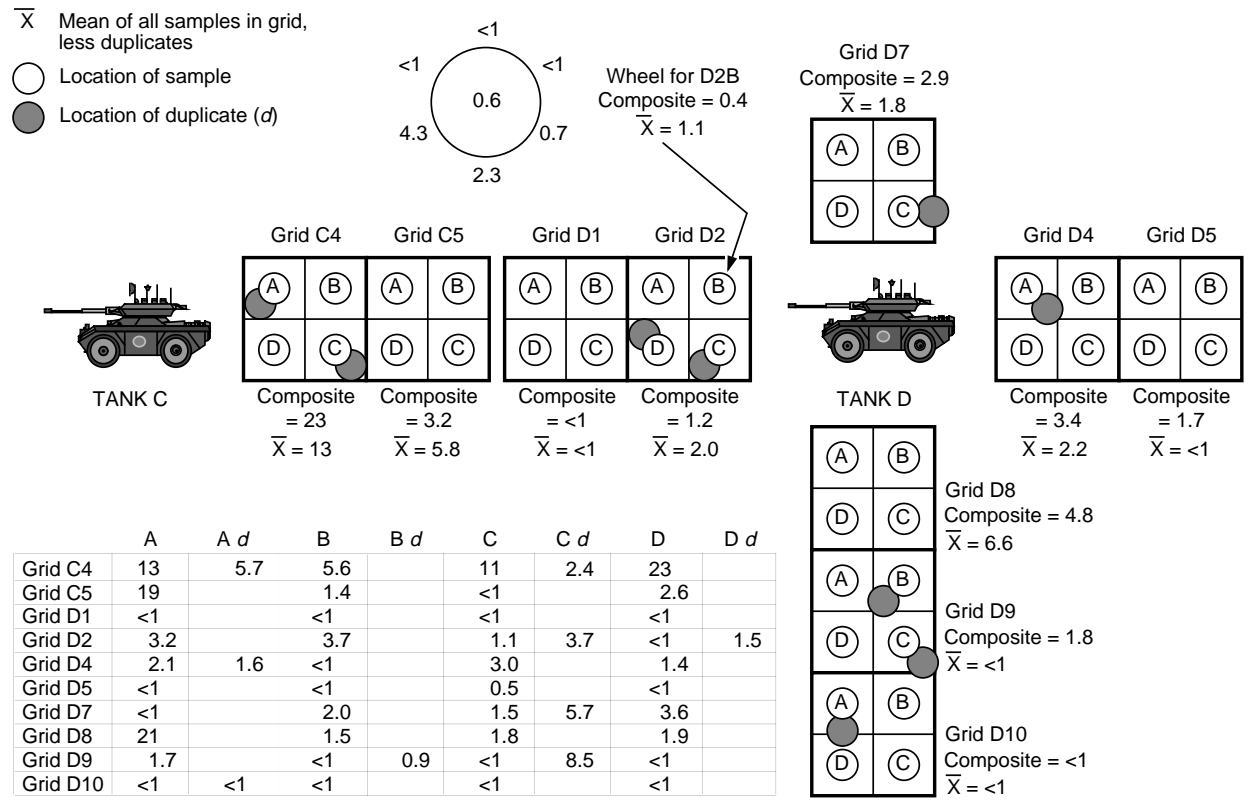 X Mean of all samples in grid,
less duplicates
Location of sample
Location of duplicate (d)
<1
<1
<1
0.6
4.3
0.7
2.3
Wheel for D2B
Composite = 0.4
X = 1.1
Grid D7
Composite = 2.9
X = 1.8
A B
D C
Grid C4 Grid C5 Grid D1 Grid D2 Grid D4 Grid D5
A B A B A B A B A B A B
D C D C D C D C D C D C
TANK C
Composite
= 23
X = 13
Composite
= 3.2
X = 5.8
Composite
= <1
X = <1
Composite
= 1.2
X = 2.0
TANK D
Composite
= 3.4
X = 2.2
Composite
= 1.7
X = <1
A B
D C
Grid D8
Composite = 4.8
X = 6.6
A B
D C
Grid D9
Composite = 1.8
X = <1
A B
D C
Grid D10
Composite = <1
X = <1
A A d B B d C C d D D d
Grid C4 13 5.7 5.6 11 2.4 23
Grid C5 19 1.4 <1 2.6
Grid D1 <1 <1 <1 <1
Grid D2 3.2 3.7 1.1 3.7 <1 1.5
Grid D4 2.1 1.6 <1 3.0 1.4
Grid D5 <1 <1 0.5 <1
Grid D7 <1 2.0 1.5 5.7 3.6
Grid D8 21 1.5 1.8 1.9
Grid D9 1.7 <1 0.9 <1 8.5 <1
Grid D10 <1 <1 <1 <1 <1